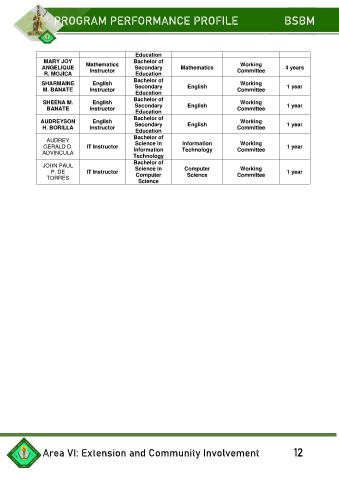 PROGRAM PERFORMANCE PROFILE BSBM
Education
MARY JOY ANGELIQUE R. MOJICA Mathematics Instructor Bachelor of Secondary Education Mathematics Working Committee 4 years
SHARMAINE M. BANATE English Instructor Bachelor of Secondary Education English Working Committee 1 year
SHEENA M. BANATE English Instructor Bachelor of Secondary Education English Working Committee 1 year
AUDREYSON H. BORILLA English Instructor Bachelor of Secondary Education English Working Committee 1 year
AUDREY GERALD D. ADVINCULA IT Instructor Bachelor of Science in Information Technology Information Technology Working Committee 1 year
JOHN PAUL P. DE TORRES IT Instructor Bachelor of Science in Computer Science Computer Science Working Committee 1 year
Area VI: Extension and Community Involvement 12